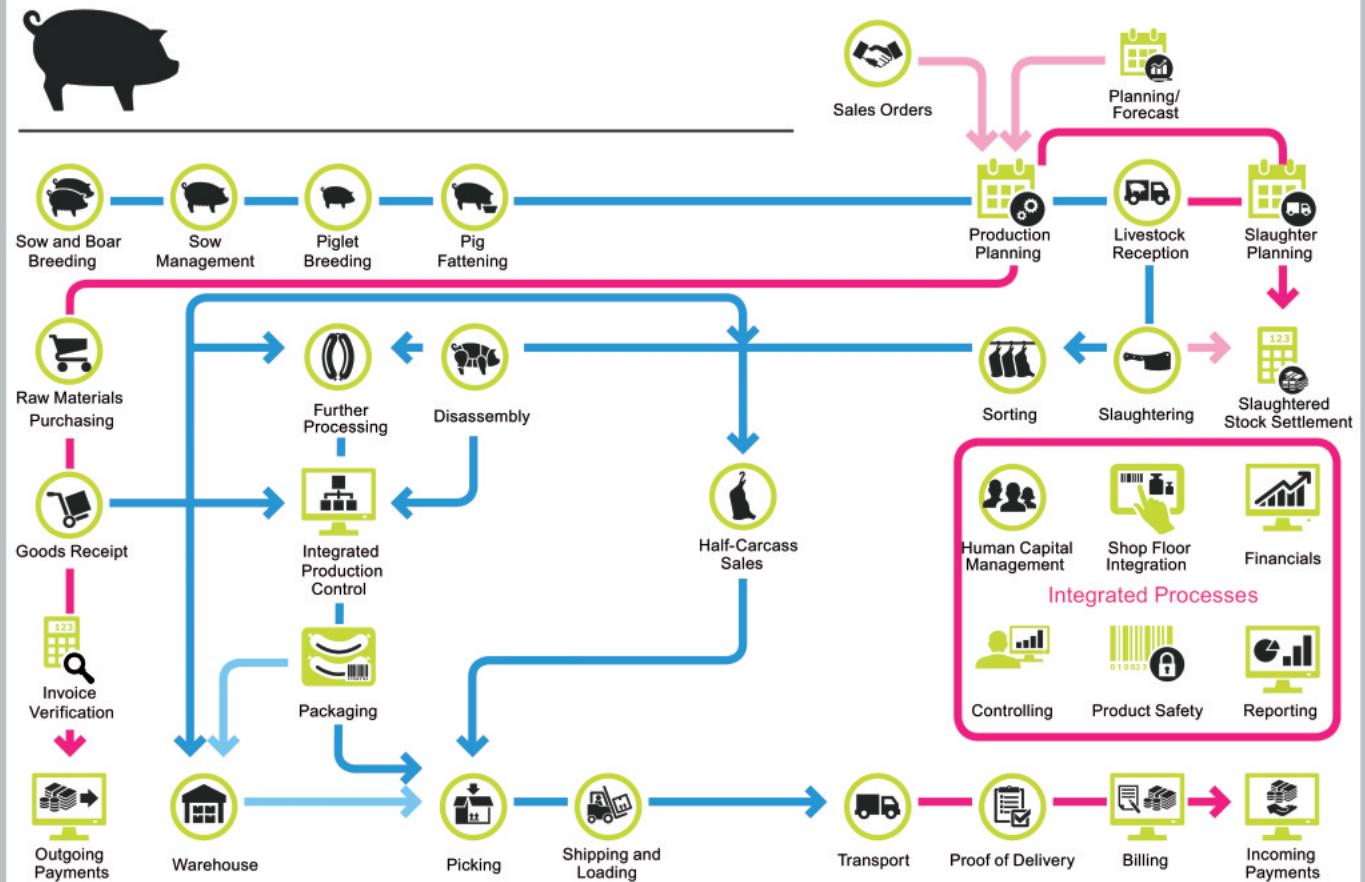 Sales Orders
Planning/
Forecast
Sow and Boar
Breeding
Sow
Management
Piglet
Breeding
Pig
Fattening
Production
Planning
Livestock
Reception
Slaughter
Planning
Raw Materials
Purchasing
Further
Processing
Disassembly
Sorting
Slaughtering
123
Slaughtered
Stock Settlement
Goods Receipt
Integrated
Production
Control
Half-Carcass
Sales
Human Capital
Management
Shop Floor
Integration
Financials
Integrated Processes
123
Invoice
Verification
Packaging
Controlling
010023
Product Safety
Reporting
Outgoing
Payments
Warehouse
Picking
Shipping and
Loading
Transport
Proof of Delivery
Billing
Incoming
Payments